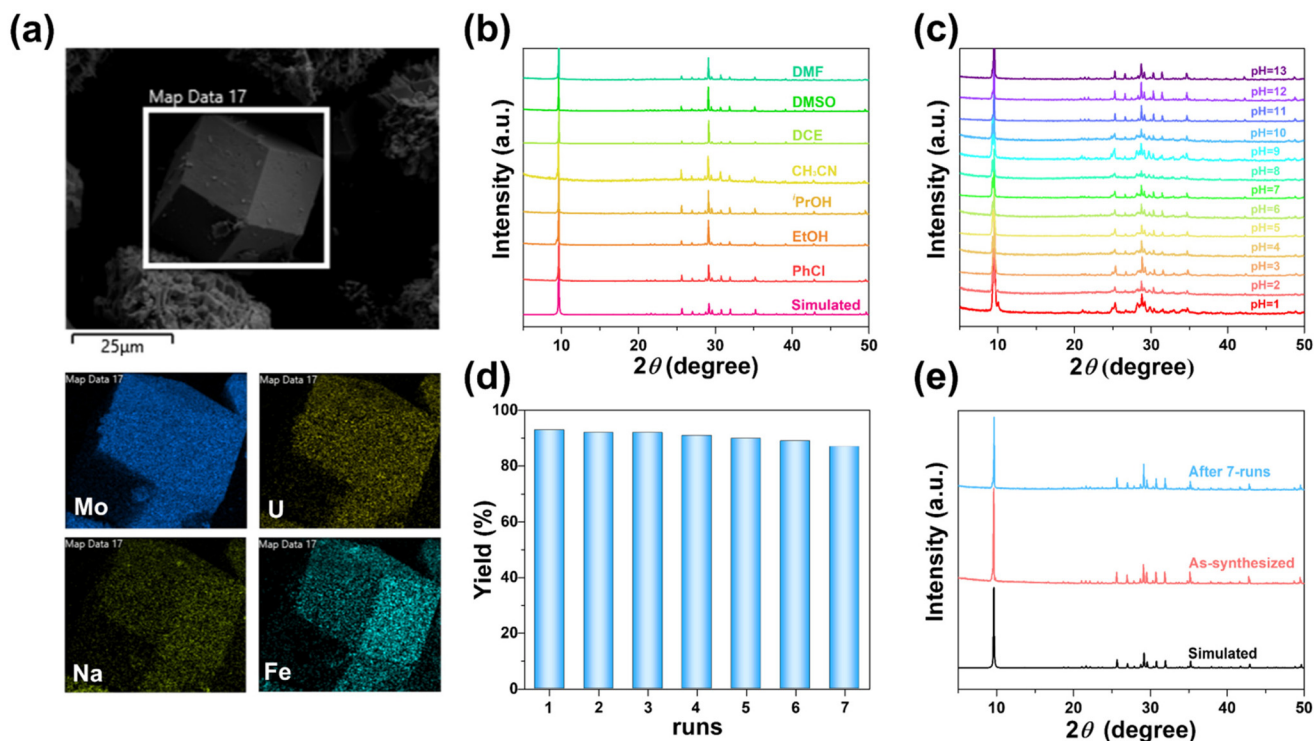 (a)
Map Data 17
25μm
Map Data 17
Mo
Map Data 17
U
Map Data 17
Na
Map Data 17
Fe
(b)
Intensity (a.u.)
DMF
DMSO
DCE
CH₃CN
ⁱPrOH
EtOH
PhCl
Simulated
10 20 30 40 50
2θ (degree)
(c)
Intensity (a.u.)
pH=13
pH=12
pH=11
pH=10
pH=9
pH=8
pH=7
pH=6
pH=5
pH=4
pH=3
pH=2
pH=1
10 20 30 40 50
2θ (degree)
(d)
Yield (%)
100
80
60
40
20
0
1 2 3 4 5 6 7
runs
(e)
Intensity (a.u.)
After 7-runs
As-synthesized
Simulated
10 20 30 40 50
2θ (degree)